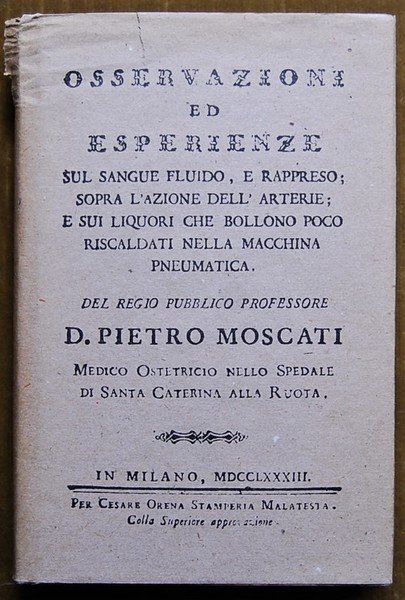 OSSERVAZIONI
ED
ESPERIENZE
SUL SANGUE FLUIDO, E RAPPRESO;
SOPRA L'AZIONE DELL' ARTERIE;
E SUI LIQUORI CHE BOLLONO POCO
RISCALDATI NELLA MACCHINA
PNEUMATICA.
DEL REGIO PUBBLICO PROFESSORE
D. PIETRO MOSCATI
MEDICO OSTETRICIO NELLO SPEDALE
DI SANTA CATERINA ALLA RUOTA.
IN MILANO, MDCCLXXXIII.
PER CESARE ORENA STAMPERIA MALATESTA.
Colla Superiore approvazione.